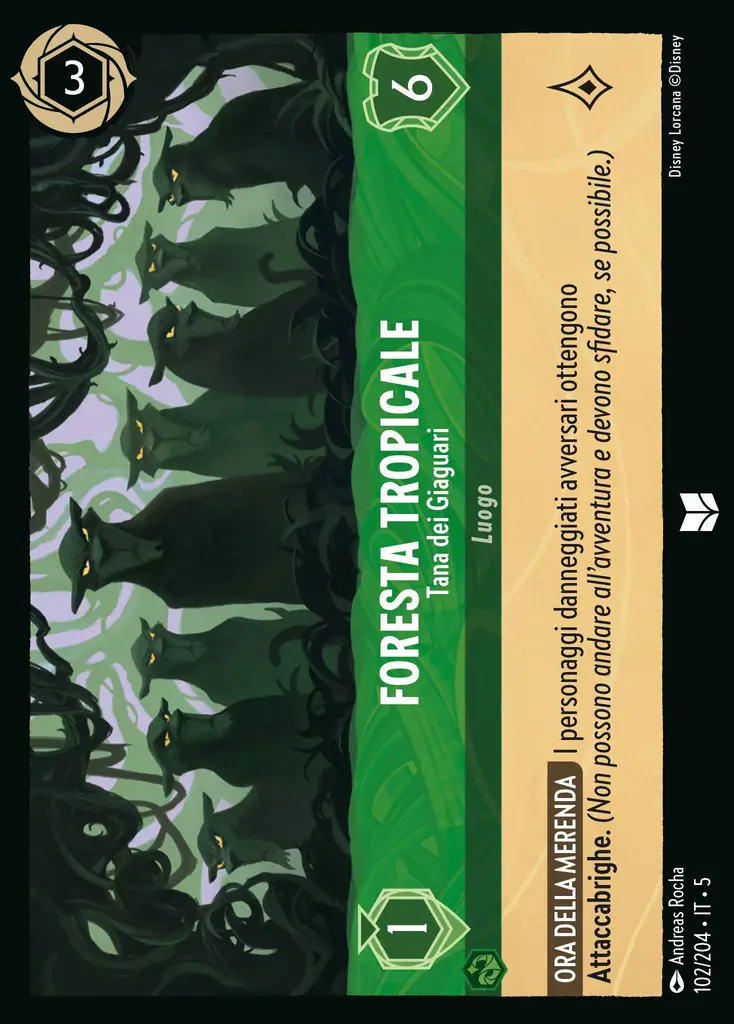 3
6
FORESTA TROPICALE
Tana dei Giaguari
1
Luogo
ORA DELLA MERENDA I personaggi danneggiati avversari ottengono
Attaccabrighe. (Non possono andare all'avventura e devono sfidare, se possibile.)
Andreas Rocha
102/204 • IT • 5
Disney Lorcana ©Disney